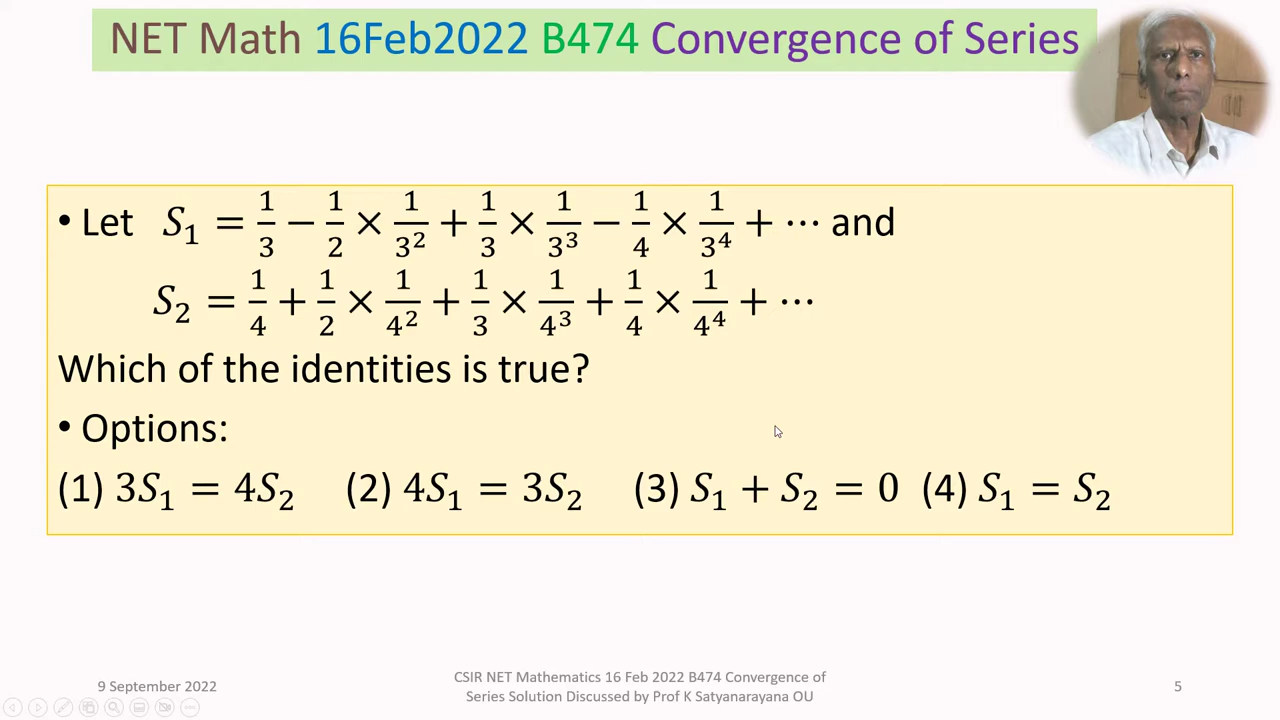 NET Math 16Feb2022 B474 Convergence of Series
• Let S₁ = 1/3 − 1/2 × 1/3² + 1/3 × 1/3³ − 1/4 × 1/3⁴ + ⋯ and
S₂ = 1/4 + 1/2 × 1/4² + 1/3 × 1/4³ + 1/4 × 1/4⁴ + ⋯
Which of the identities is true?
• Options:
(1) 3S₁ = 4S₂ (2) 4S₁ = 3S₂ (3) S₁ + S₂ = 0 (4) S₁ = S₂
9 September 2022
CSIR NET Mathematics 16 Feb 2022 B474 Convergence of
Series Solution Discussed by Prof K Satyanarayana OU
5